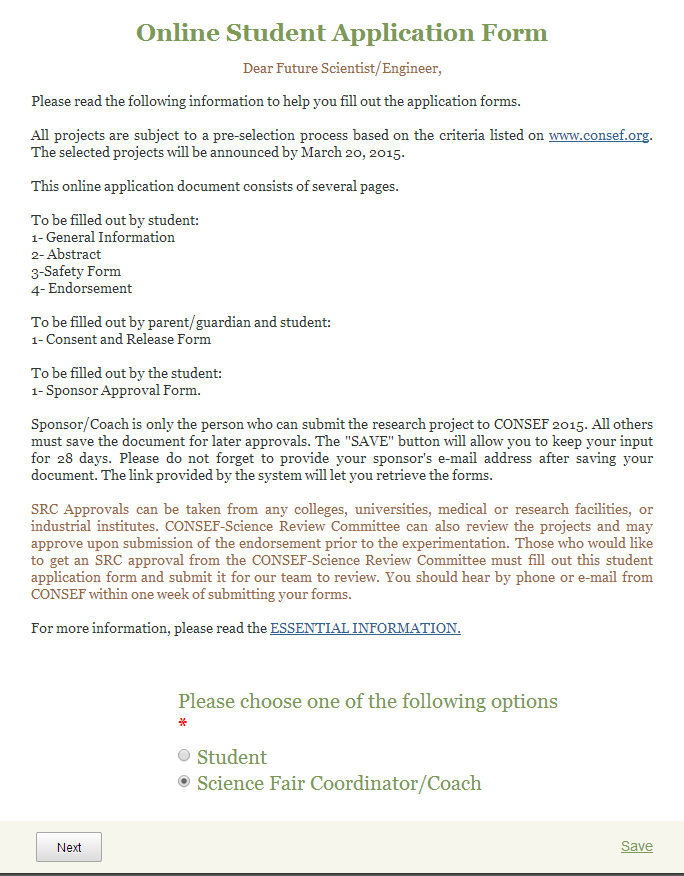 Online Student Application Form
Dear Future Scientist/Engineer,
Please read the following information to help you fill out the application forms.
All projects are subject to a pre-selection process based on the criteria listed on www.consef.org.
The selected projects will be announced by March 20, 2015.
This online application document consists of several pages.
To be filled out by student:
1- General Information
2- Abstract
3-Safety Form
4- Endorsement
To be filled out by parent/guardian and student:
1- Consent and Release Form
To be filled out by the student:
1- Sponsor Approval Form.
Sponsor/Coach is only the person who can submit the research project to CONSEF 2015. All others
must save the document for later approvals. The "SAVE" button will allow you to keep your input
for 28 days. Please do not forget to provide your sponsor's e-mail address after saving your
document. The link provided by the system will let you retrieve the forms.
SRC Approvals can be taken from any colleges, universities, medical or research facilities, or
industrial institutes. CONSEF-Science Review Committee can also review the projects and may
approve upon submission of the endorsement prior to the experimentation. Those who would like
to get an SRC approval from the CONSEF-Science Review Committee must fill out this student
application form and submit it for our team to review. You should hear by phone or e-mail from
CONSEF within one week of submitting your forms.
For more information, please read the ESSENTIAL INFORMATION.
Please choose one of the following options
*
Student
Science Fair Coordinator/Coach
Next
Save